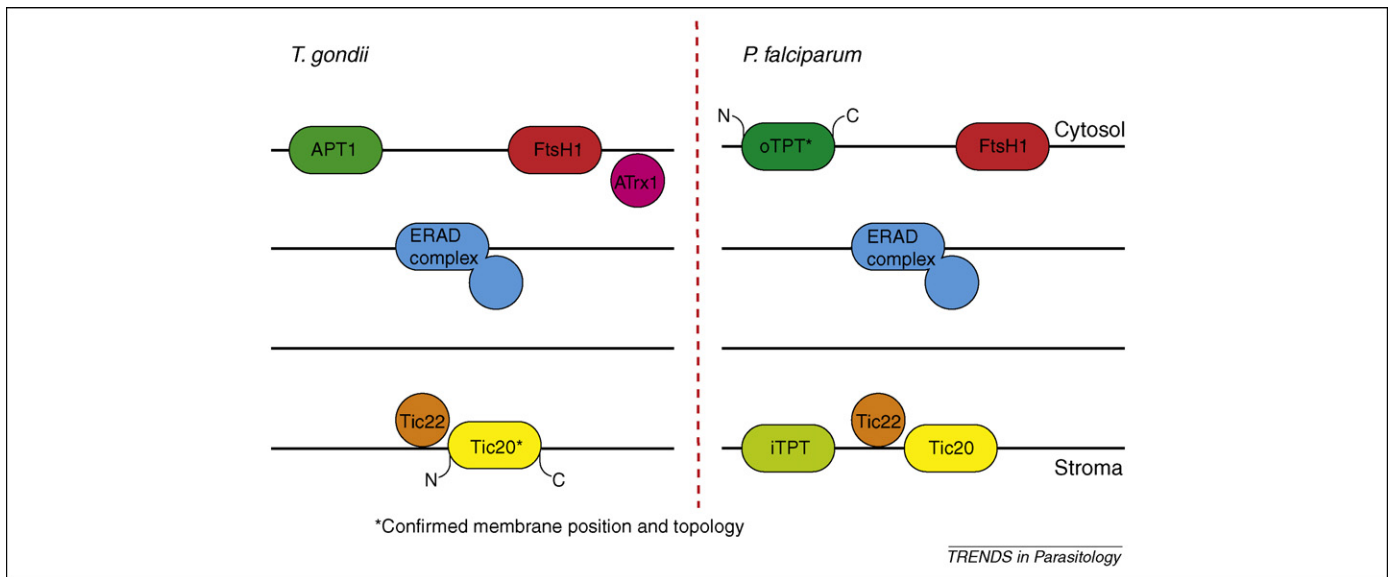 T. gondii
P. falciparum
APT1
FtsH1
ATrx1
N
C
oTPT*
FtsH1
Cytosol
ERAD
complex
ERAD
complex
Tic22
Tic20*
N
C
iTPT
Tic22
Tic20
Stroma
*Confirmed membrane position and topology
TRENDS in Parasitology